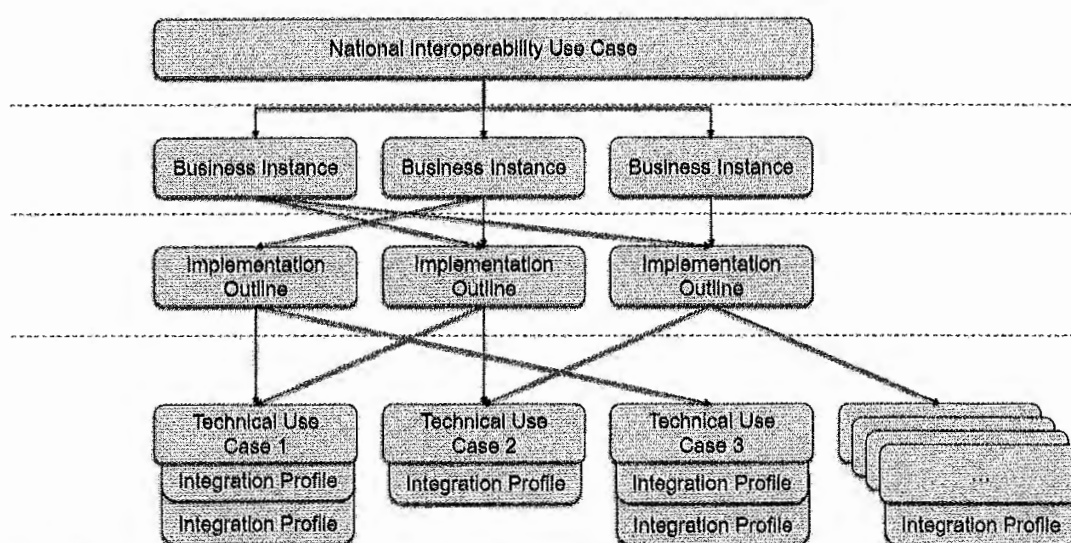 National Interoperability Use Case
Business Instance
Business Instance
Business Instance
Implementation
Outline
Implementation
Outline
Implementation
Outline
Technical Use
Case 1
Integration Profile
Integration Profile
Technical Use
Case 2
Integration Profile
Technical Use
Case 3
Integration Profile
Integration Profile
...
Integration Profile